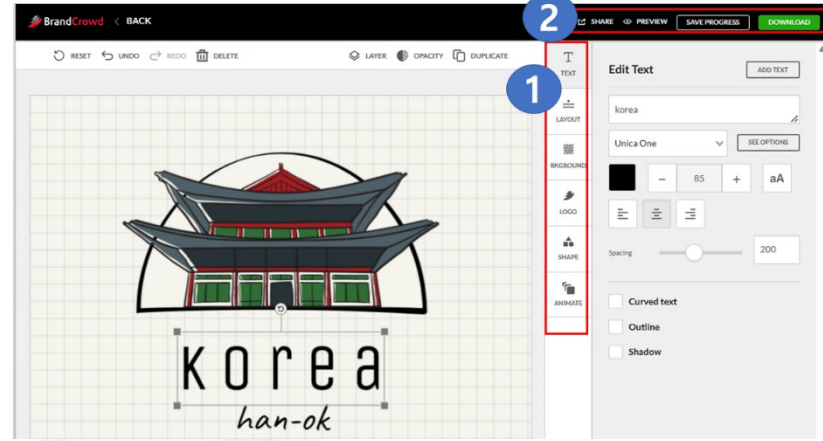 BrandCrowd < BACK
2
SHARE PREVIEW SAVE PROGRESS DOWNLOAD
RESET UNDO REDO DELETE
LAYER OPACITY DUPLICATE
1
TEXT
LAYOUT
BKGROUND
LOGO
SHAPE
ANIMATE
Edit Text ADD TEXT
korea
Unica One SEE OPTIONS
− 85 + aA
Spacing 200
Curved text
Outline
Shadow
korea
han-ok